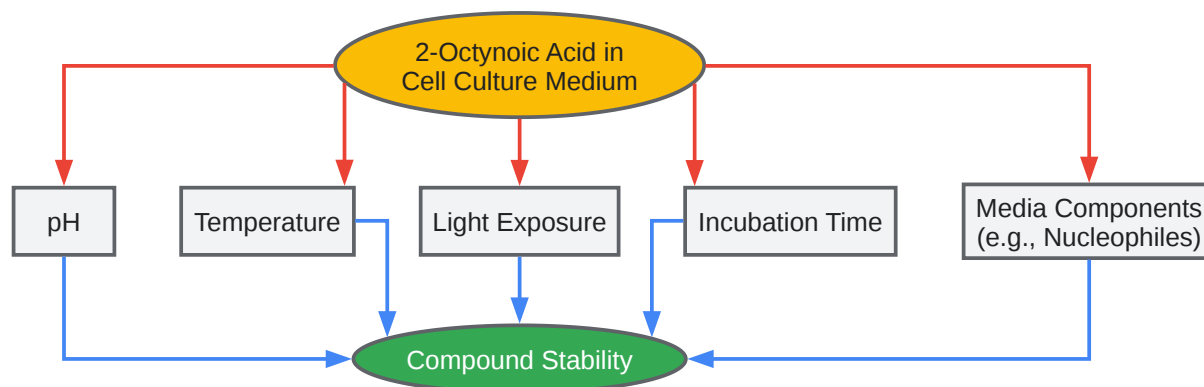 2-Octynoic Acid in
Cell Culture Medium
pH
Temperature
Light Exposure
Incubation Time
Media Components
(e.g., Nucleophiles)
Compound Stability